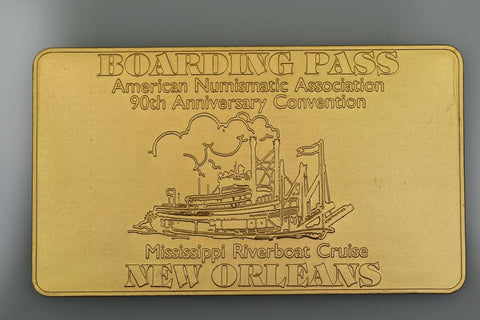 BOARDING PASS
American Numismatic Association
90th Anniversary Convention
Mississippi Riverboat Cruise
NEW ORLEANS